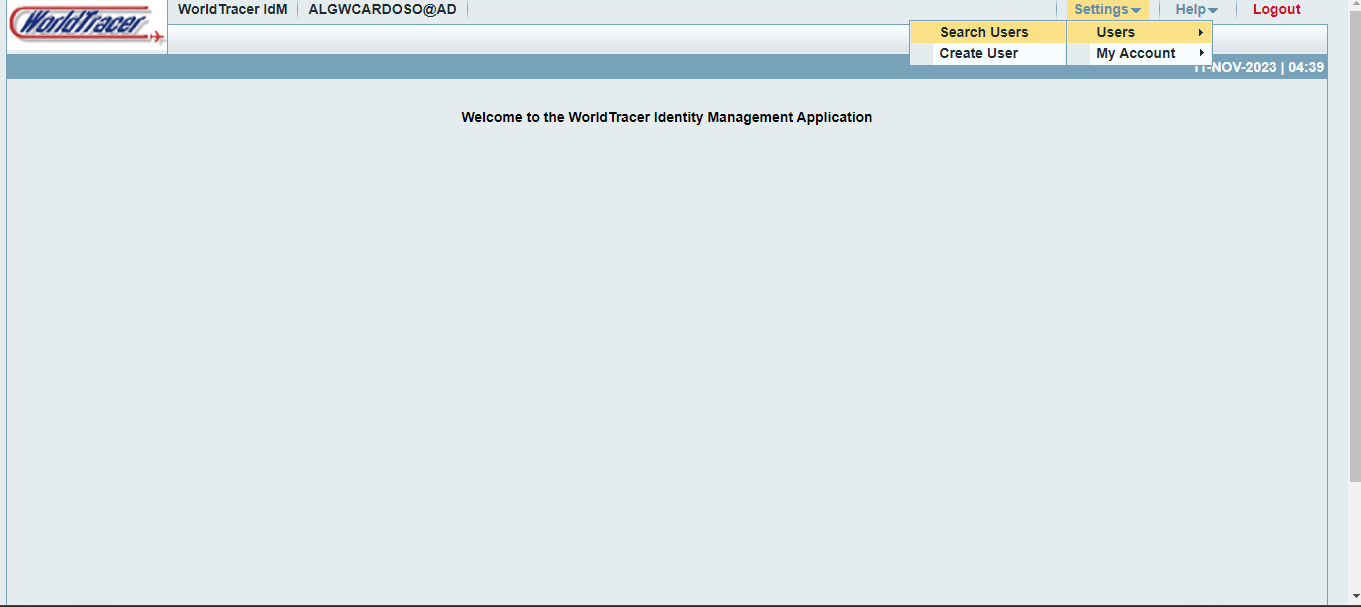 WorldTracer
WorldTracer IdM
ALGWCARDOSO@AD
Settings
Help
Logout
Search Users
Users
Create User
My Account
11-NOV-2023 | 04:39
Welcome to the WorldTracer Identity Management Application